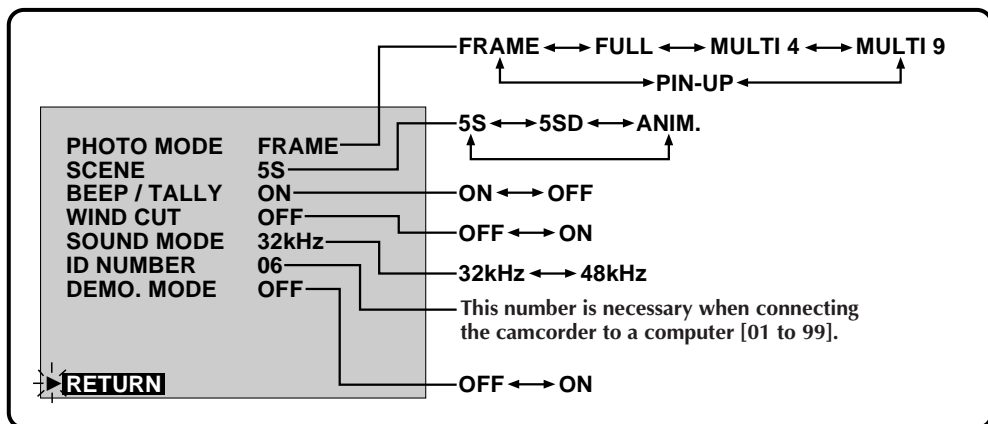 FRAME FULL MULTI 4 MULTI 9
PIN-UP
PHOTO MODE FRAME
SCENE 5S
BEEP / TALLY ON
WIND CUT OFF
SOUND MODE 32kHz
ID NUMBER 06
DEMO. MODE OFF
RETURN
5S 5SD ANIM.
ON OFF
OFF ON
32kHz 48kHz
This number is necessary when connecting
the camcorder to a computer [01 to 99].
OFF ON